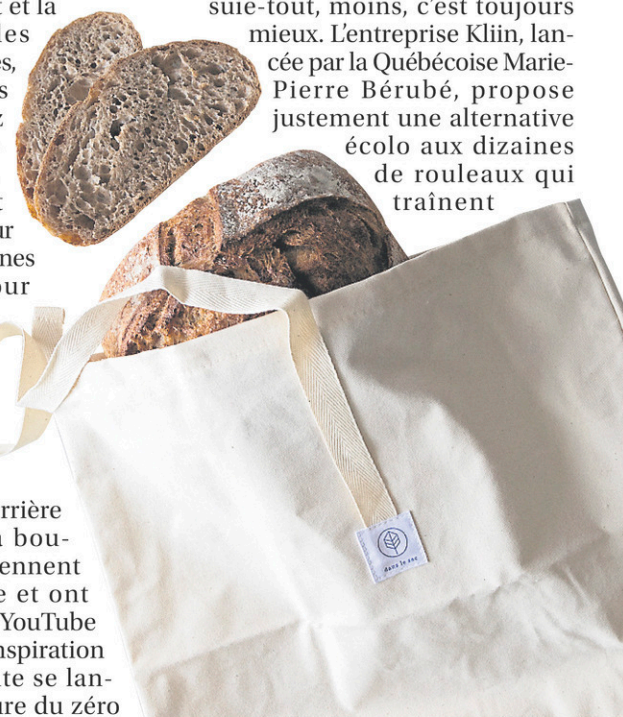 t et la
les
es,
s
z
t
ur
nes
our
rrière
bou-
ennent
e et ont
YouTube
nspiration
te se lan-
ure du zéro
suie-tout, moins, c’est toujours
mieux. L’entreprise Kliin, lan-
cée par la Québécoise Marie-
Pierre Bérubé, propose
justement une alternative
écolo aux dizaines
de rouleaux qui
traînent
dans le sac